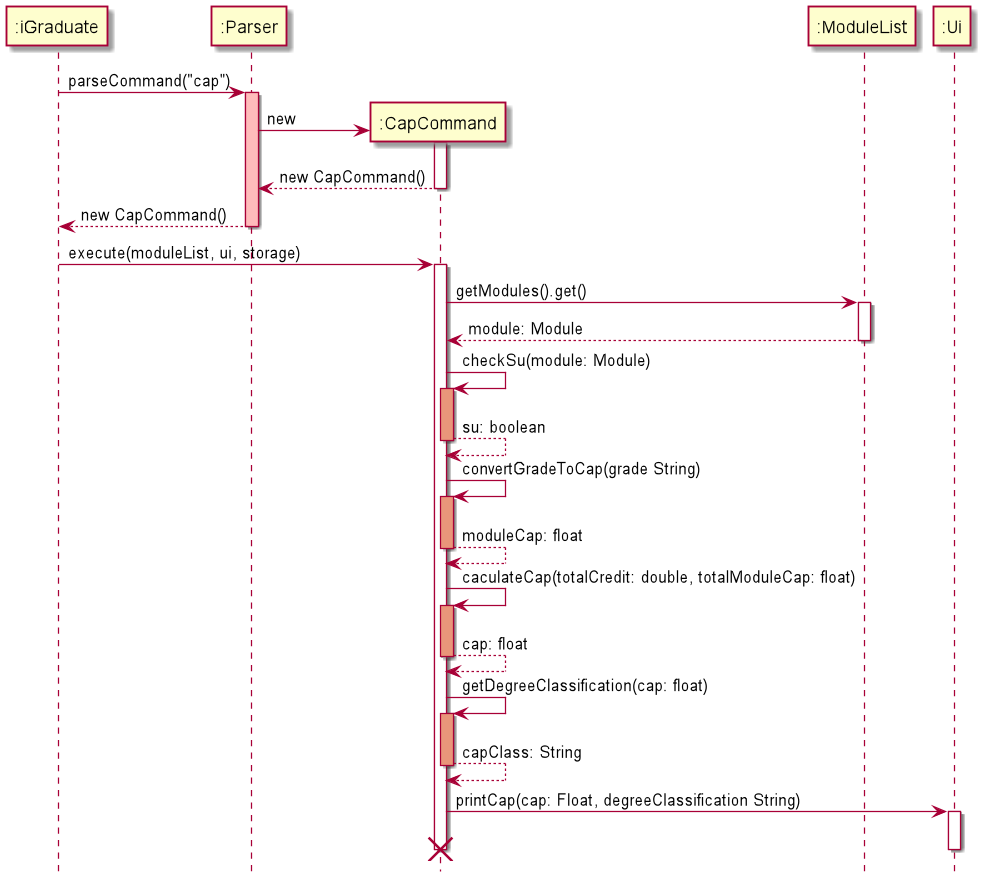 :iGraduate
:Parser
:ModuleList
:Ui
parseCommand("cap")
new
:CapCommand
new CapCommand()
new CapCommand()
execute(moduleList, ui, storage)
getModules().get()
module: Module
checkSu(module: Module)
su: boolean
convertGradeToCap(grade String)
moduleCap: float
caculateCap(totalCredit: double, totalModuleCap: float)
cap: float
getDegreeClassification(cap: float)
capClass: String
printCap(cap: Float, degreeClassification String)